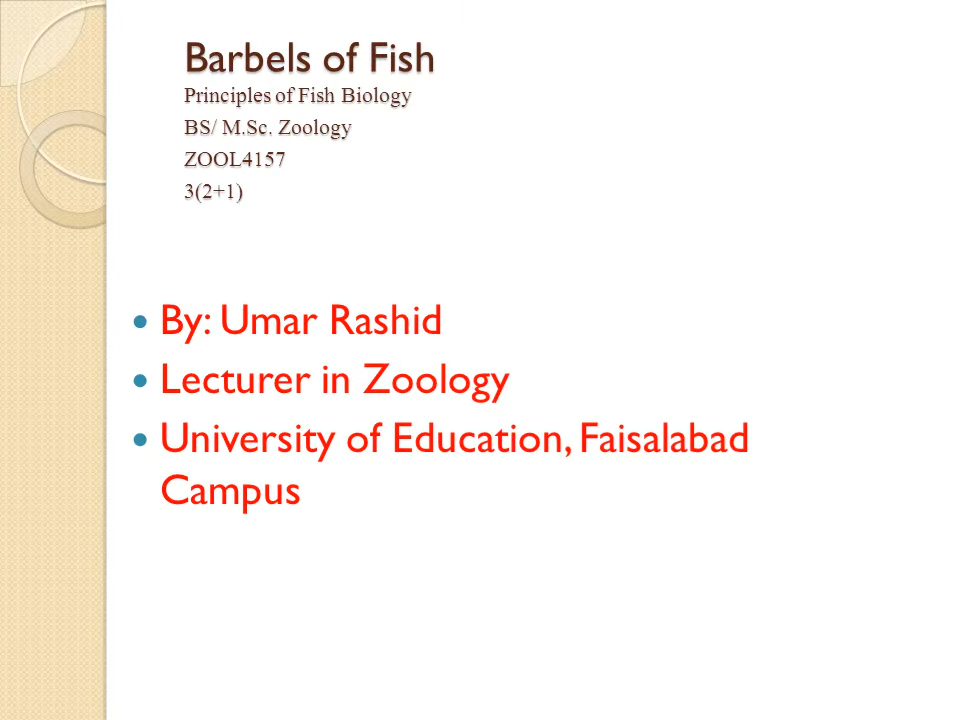 Barbels of Fish
Principles of Fish Biology
BS/ M.Sc. Zoology
ZOOL4157
3(2+1)
By: Umar Rashid
Lecturer in Zoology
University of Education, Faisalabad
Campus